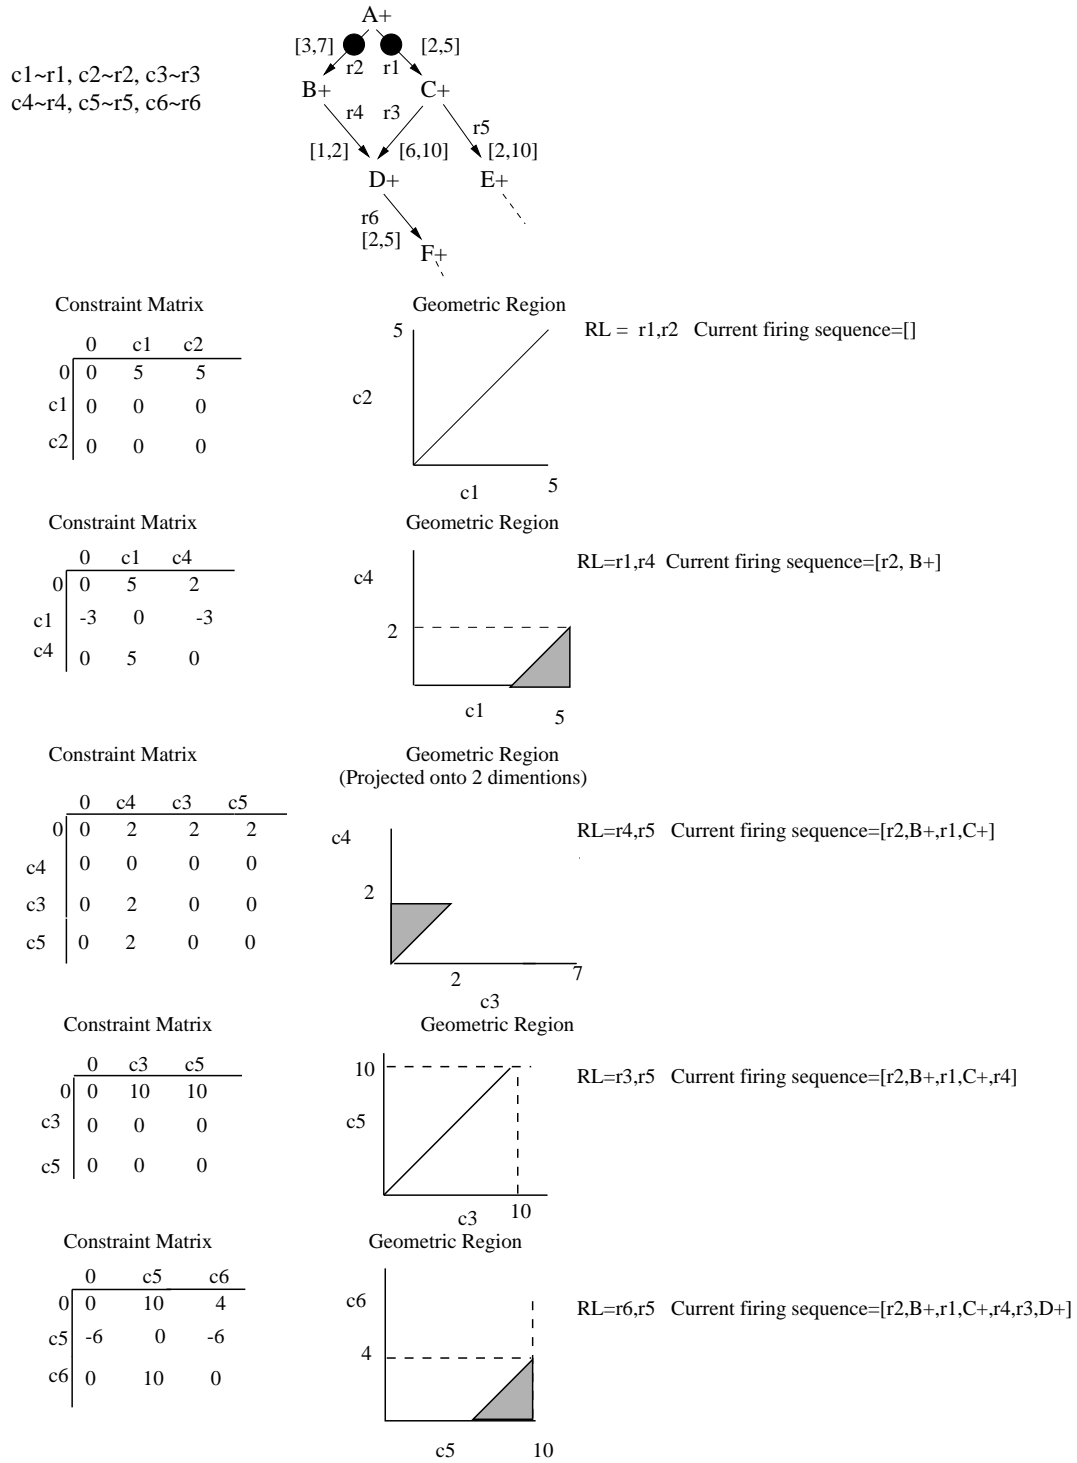 A+
[3,7] [2,5]
c1~r1, c2~r2, c3~r3
r2 r1
B+ C+
c4~r4, c5~r5, c6~r6
r4 r3 r5
[1,2] [6,10] [2,10]
D+ E+
r6
[2,5]
F+
Constraint Matrix
0 c1 c2
0 0 5 5
c1 0 0 0
c2 0 0 0
Geometric Region
5
c2
c1 5
RL = r1,r2 Current firing sequence=[]
Constraint Matrix
0 c1 c4
0 0 5 2
c1 -3 0 -3
c4 0 5 0
Geometric Region
c4
2
c1 5
RL=r1,r4 Current firing sequence=[r2, B+]
Constraint Matrix
0 c4 c3 c5
0 0 2 2 2
c4 0 0 0 0
c3 0 2 0 0
c5 0 2 0 0
Geometric Region
(Projected onto 2 dimentions)
c4
2
2 7
c3
RL=r4,r5 Current firing sequence=[r2,B+,r1,C+]
Constraint Matrix
0 c3 c5
0 0 10 10
c3 0 0 0
c5 0 0 0
Geometric Region
10
c5
c3 10
RL=r3,r5 Current firing sequence=[r2,B+,r1,C+,r4]
Constraint Matrix
0 c5 c6
0 0 10 4
c5 -6 0 -6
c6 0 10 0
Geometric Region
c6
4
c5 10
RL=r6,r5 Current firing sequence=[r2,B+,r1,C+,r4,r3,D+]